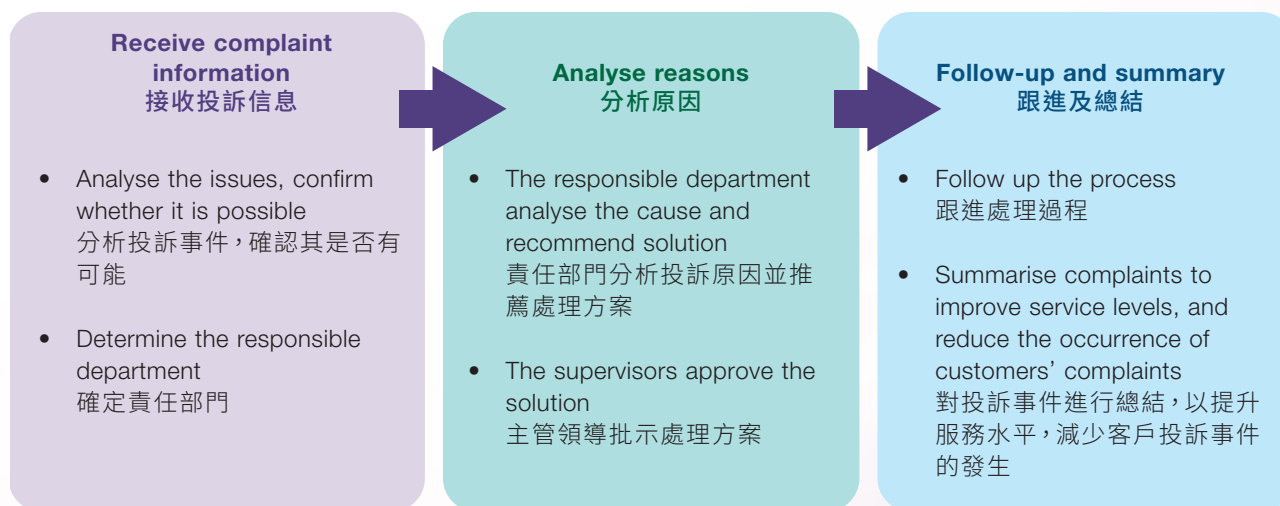 Receive complaint
information
接收投訴信息
• Analyse the issues, confirm
whether it is possible
分析投訴事件，確認其是否有
可能
• Determine the responsible
department
確定責任部門
Analyse reasons
分析原因
• The responsible department
analyse the cause and
recommend solution
責任部門分析投訴原因並推
薦處理方案
• The supervisors approve the
solution
主管領導批示處理方案
Follow-up and summary
跟進及總結
• Follow up the process
跟進處理過程
• Summarise complaints to
improve service levels, and
reduce the occurrence of
customers’ complaints
對投訴事件進行總結，以提升
服務水平，減少客戶投訴事件
的發生